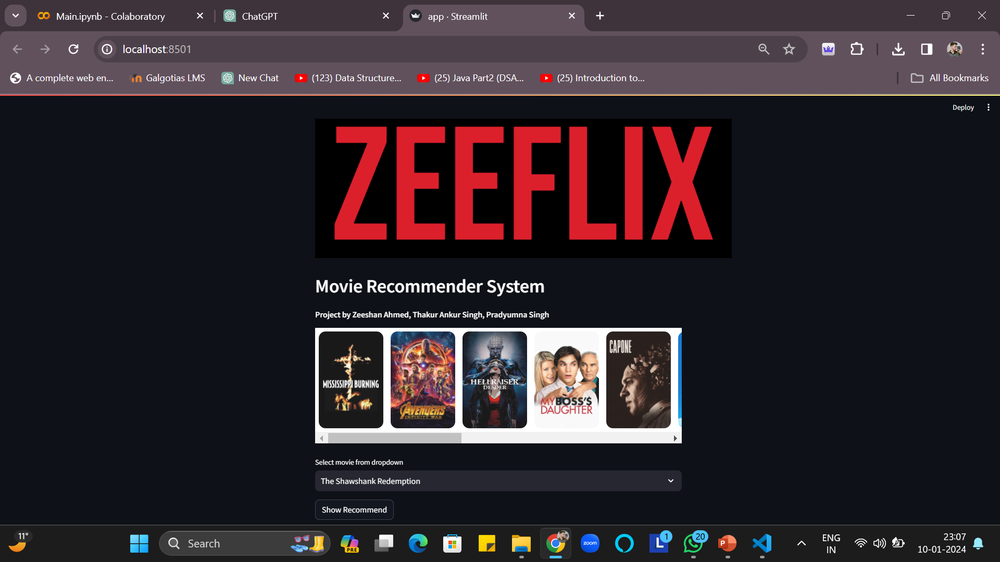 Main.ipynb - Colaboratory
ChatGPT
app · Streamlit
localhost:8501
A complete web en...
Galgotias LMS
New Chat
(123) Data Structure...
(25) Java Part2 (DSA...
(25) Introduction to...
All Bookmarks
Deploy
ZEEFLIX
Movie Recommender System
Project by Zeeshan Ahmed, Thakur Ankur Singh, Pradyumna Singh
MISSISSIPPI BURNING
AVENGERS
INFINITY WAR
HELLRAISER
DEADER
MY BOSS'S
DAUGHTER
CAPONE
Select movie from dropdown
The Shawshank Redemption
Show Recommend
11°
Search
PRE
zoom
L
1
20
P
ENG
IN
23:07
10-01-2024